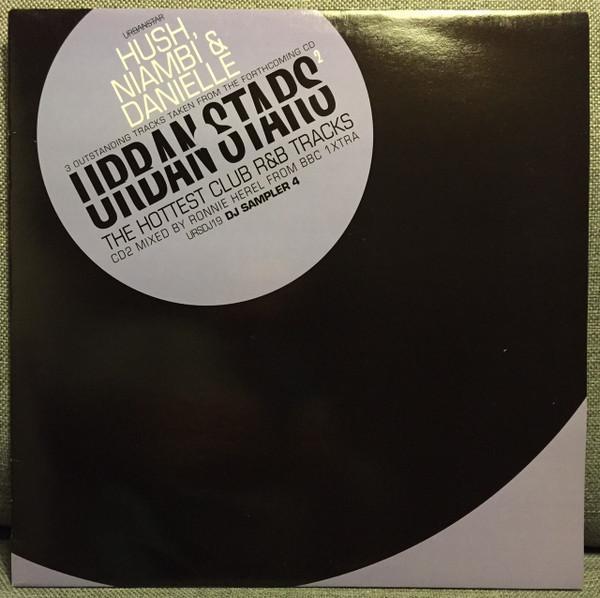 URBANSTAR
HUSH,
NIAMBI &
DANIELLE
3 OUTSTANDING TRACKS TAKEN FROM THE FORTHCOMING CD
URBAN STARS 2
THE HOTTEST CLUB R&B TRACKS
CD2 MIXED BY RONNIE HEREL FROM BBC 1XTRA
URSDJ19 DJ SAMPLER 4